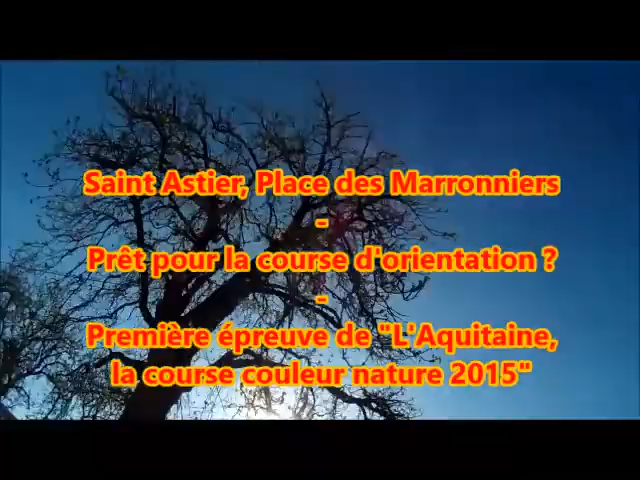 Saint Astier, Place des Marronniers
-
Prêt pour la course d'orientation ?
-
Première épreuve de "L'Aquitaine,
la course couleur nature 2015"